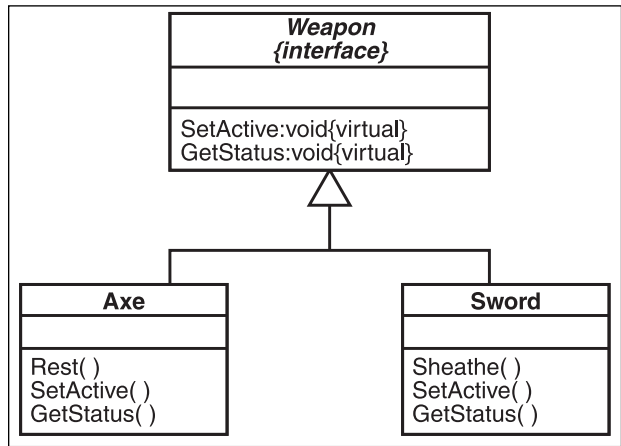 Weapon
{interface}
SetActive:void{virtual}
GetStatus:void{virtual}
Axe
Rest( )
SetActive( )
GetStatus( )
Sword
Sheathe( )
SetActive( )
GetStatus( )